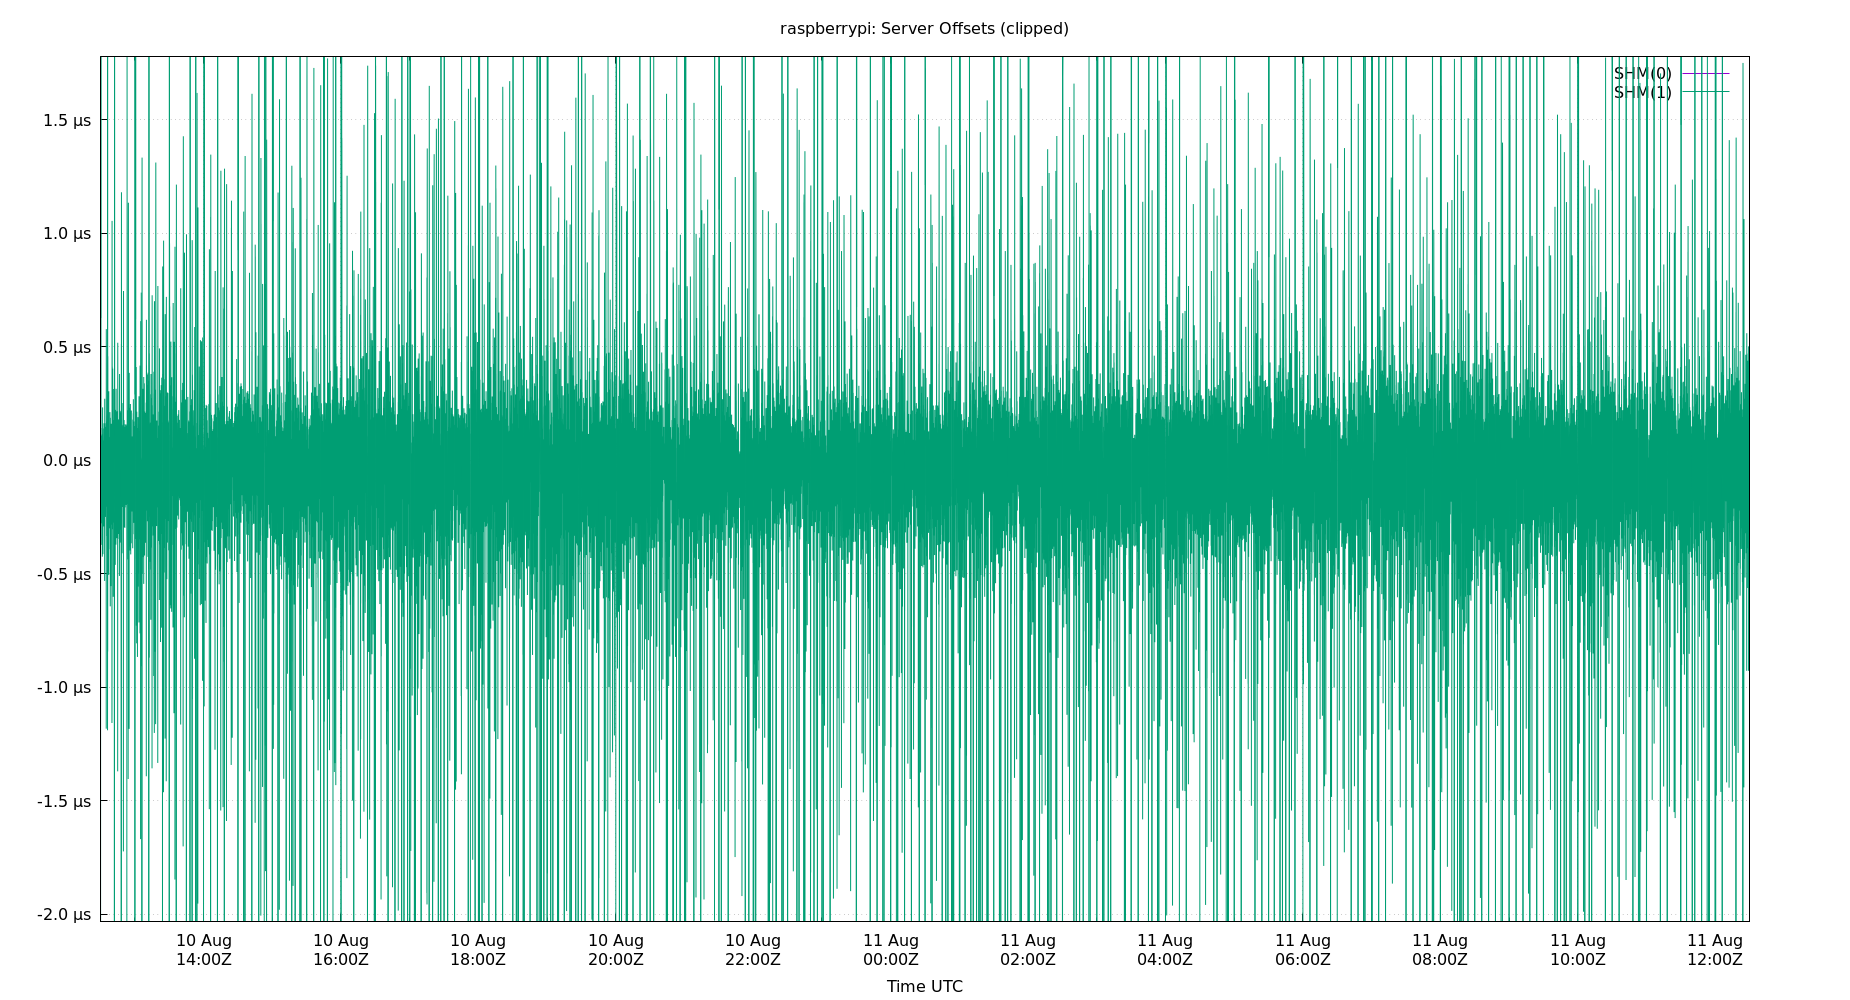 raspberrypi: Server Offsets (clipped)
SHM(0)
SHM(1)
1.5 µs
1.0 µs
0.5 µs
0.0 µs
-0.5 µs
-1.0 µs
-1.5 µs
-2.0 µs
10 Aug 10 Aug 10 Aug 10 Aug 10 Aug 11 Aug 11 Aug 11 Aug 11 Aug 11 Aug 11 Aug 11 Aug
14:00Z 16:00Z 18:00Z 20:00Z 22:00Z 00:00Z 02:00Z 04:00Z 06:00Z 08:00Z 10:00Z 12:00Z
Time UTC